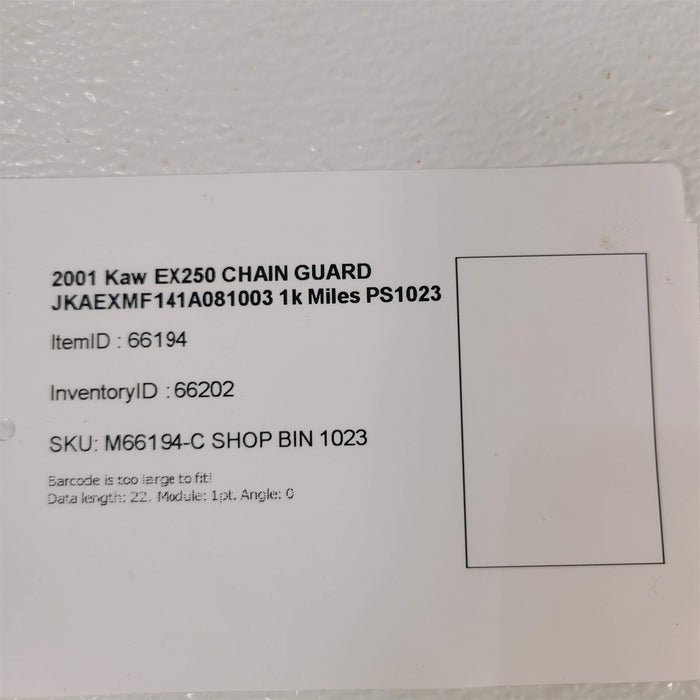 2001 Kaw EX250 CHAIN GUARD
JKAEXMF141A081003 1k Miles PS1023
ItemID : 66194
InventoryID : 66202
SKU: M66194-C SHOP BIN 1023
Barcode is too large to fit!
Data length: 22. Module: 1pt. Angle: 0